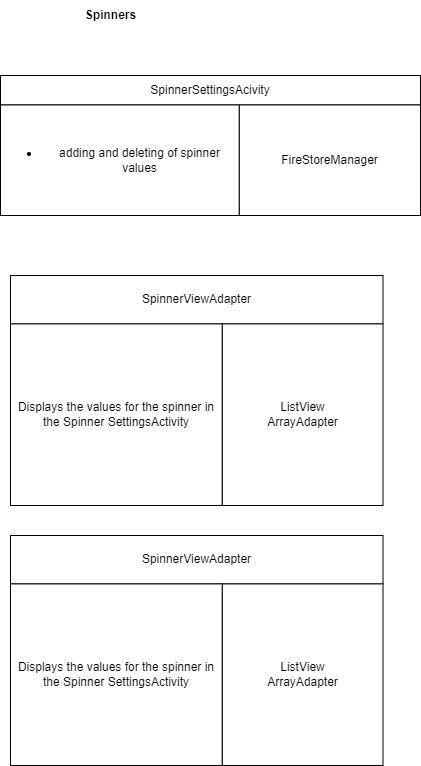 Spinners
SpinnerSettingsAcivity
• adding and deleting of spinner
values
FireStoreManager
SpinnerViewAdapter
Displays the values for the spinner in
the Spinner SettingsActivity
ListView
ArrayAdapter
SpinnerViewAdapter
Displays the values for the spinner in
the Spinner SettingsActivity
ListView
ArrayAdapter